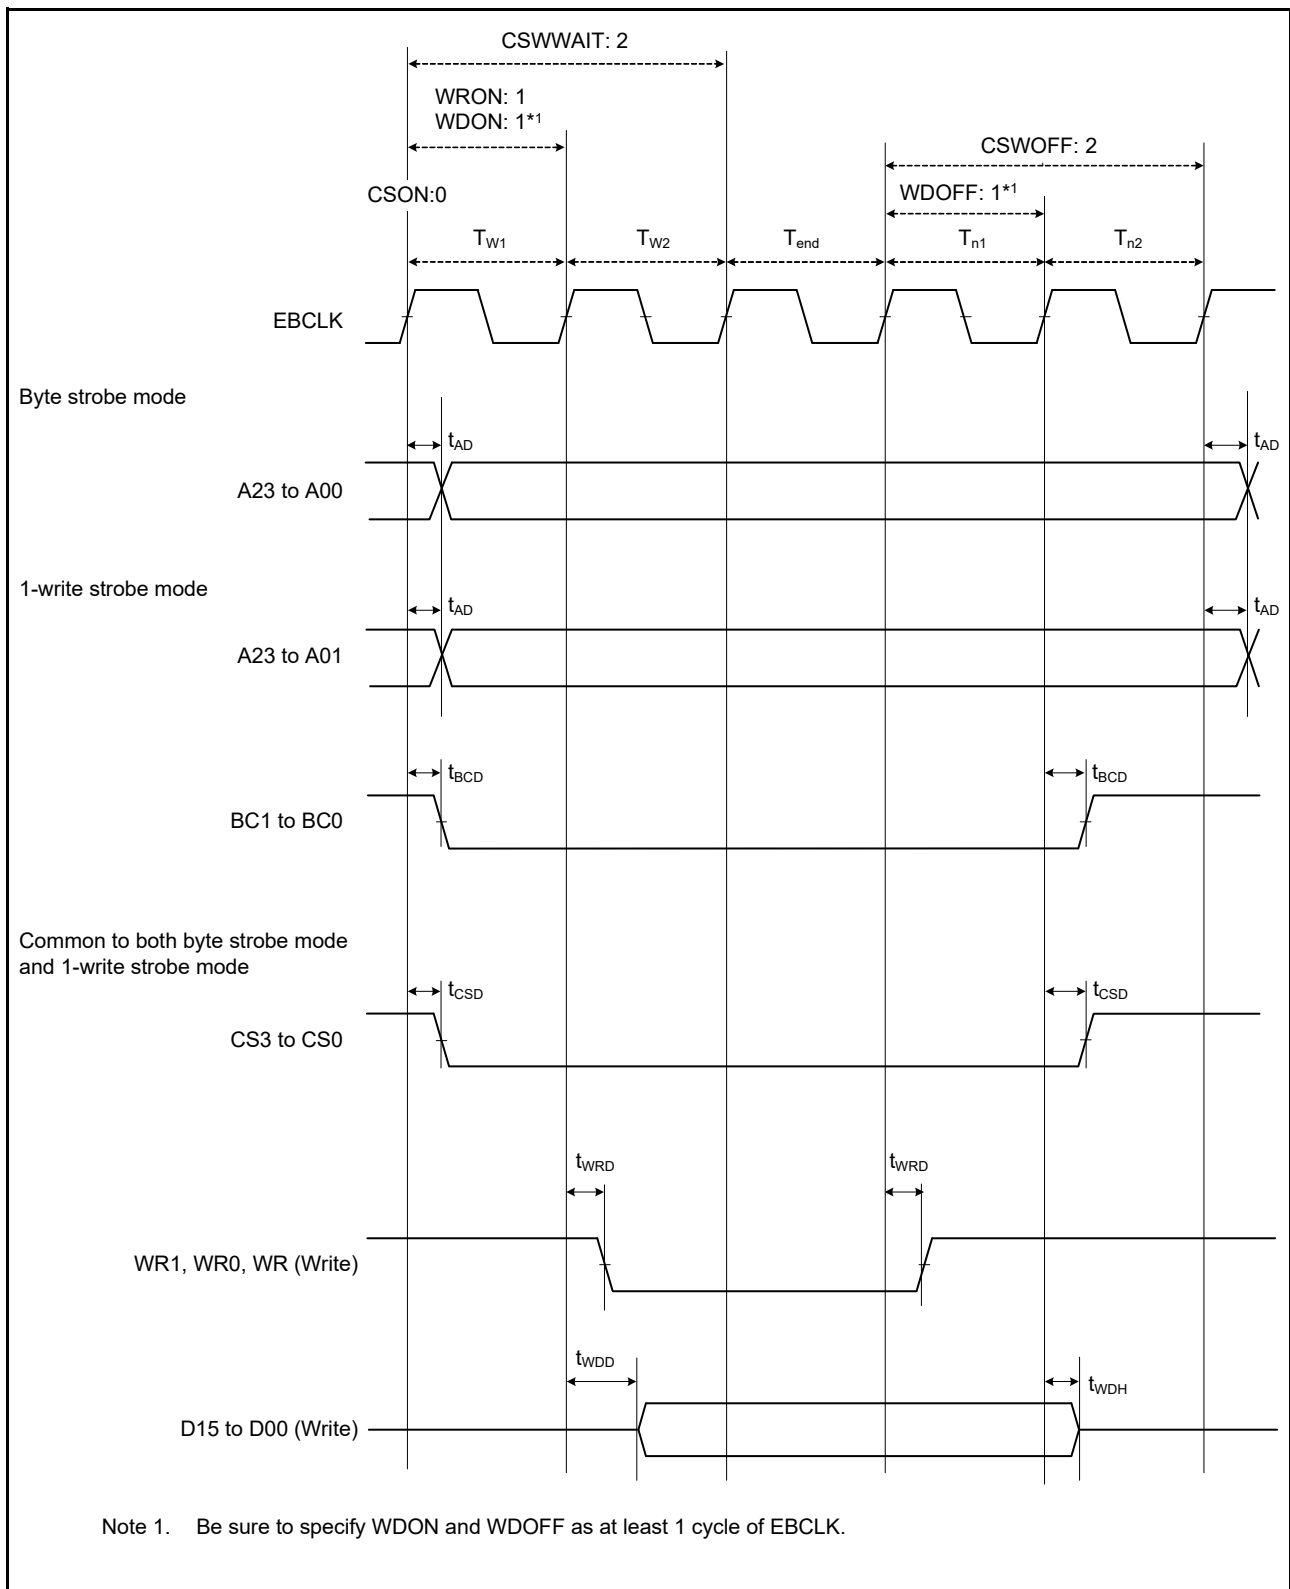 CSWWAIT: 2
WRON: 1
WDON: 1*1
CSWOFF: 2
WDOFF: 1*1
CSON:0
TW1 TW2 Tend Tn1 Tn2
EBCLK
Byte strobe mode
tAD tAD
A23 to A00
1-write strobe mode
tAD tAD
A23 to A01
tBCD tBCD
BC1 to BC0
Common to both byte strobe mode
and 1-write strobe mode
tCSD tCSD
CS3 to CS0
tWRD tWRD
WR1, WR0, WR (Write)
tWDD tWDH
D15 to D00 (Write)
Note 1. Be sure to specify WDON and WDOFF as at least 1 cycle of EBCLK.